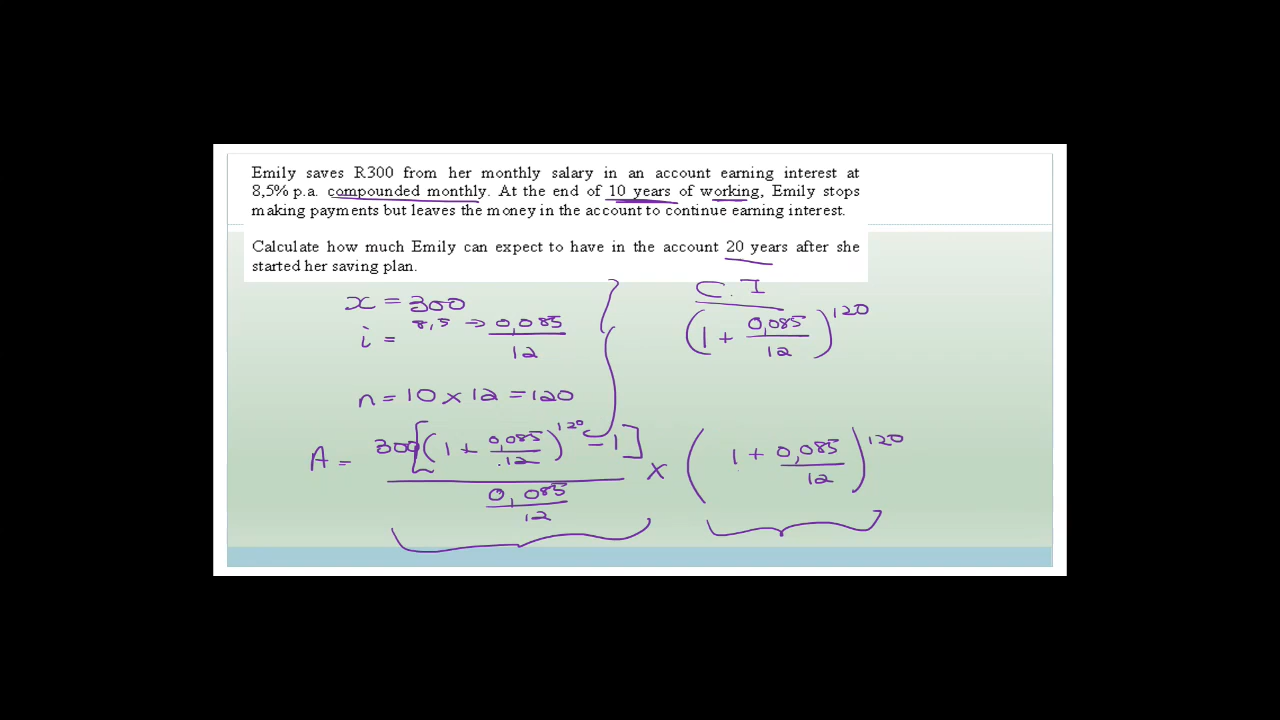 Emily saves R300 from her monthly salary in an account earning interest at
8,5% p.a. compounded monthly. At the end of 10 years of working, Emily stops
making payments but leaves the money in the account to continue earning interest.
Calculate how much Emily can expect to have in the account 20 years after she
started her saving plan.
x = 300
i = 8,5 → 0,085/12
n = 10 × 12 = 120
C.I
(1 + 0,085/12)^120
A = 300[(1 + 0,085/12)^120 − 1] / (0,085/12) × (1 + 0,085/12)^120